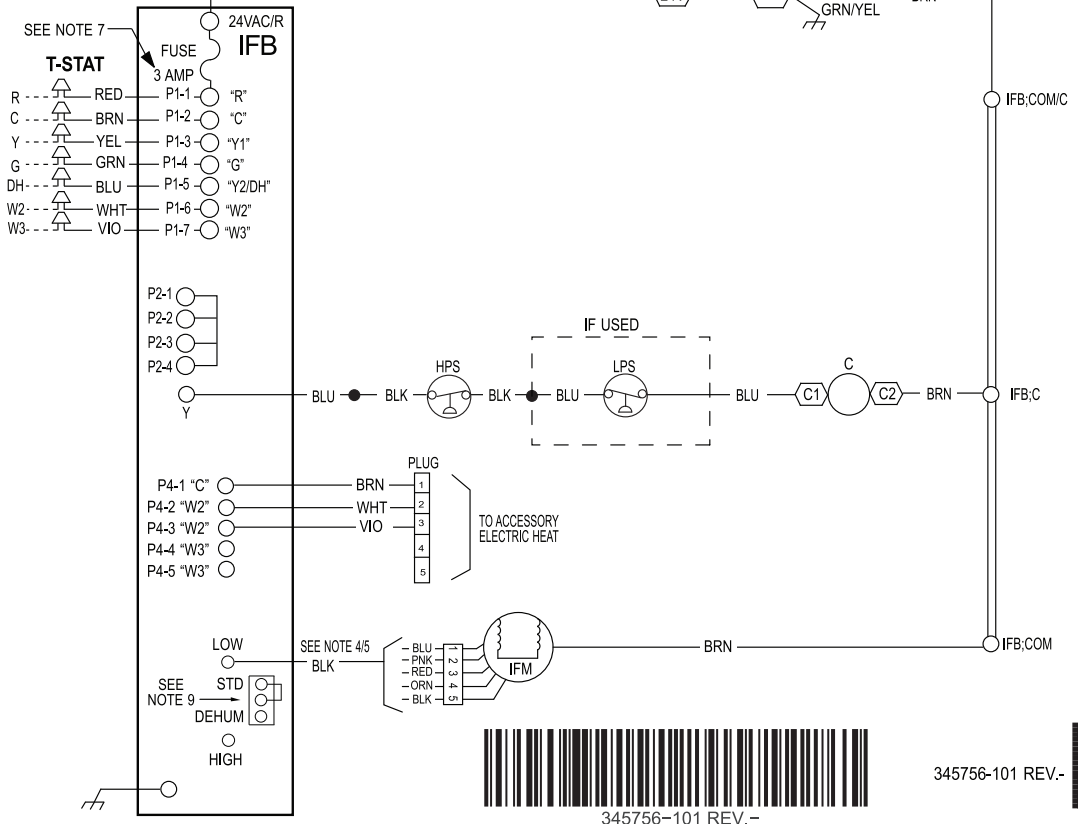 GRN/YEL
SEE NOTE 7
24VAC/R
IFB
FUSE
3 AMP
T-STAT
R RED P1-1 "R"
C BRN P1-2 "C"
Y YEL P1-3 "Y1"
G GRN P1-4 "G"
DH BLU P1-5 "Y2/DH"
W2 WHT P1-6 "W2"
W3 VIO P1-7 "W3"
IFB;COM/C
P2-1
P2-2
P2-3
P2-4
Y
IF USED
HPS
LPS
C
BLU BLK BLK BLU BLU C1 C2 BRN IFB;C
PLUG
P4-1 "C" BRN 1
P4-2 "W2" WHT 2
P4-3 "W2" VIO 3
P4-4 "W3" 4
P4-5 "W3" 5
TO ACCESSORY
ELECTRIC HEAT
LOW
SEE NOTE 4/5
BLK
BLU 1
PNK 2
RED 3
ORN 4
BLK 5
IFM
BRN
IFB;COM
SEE
NOTE 9
STD
DEHUM
HIGH
345756-101 REV.-
345756-101 REV.-